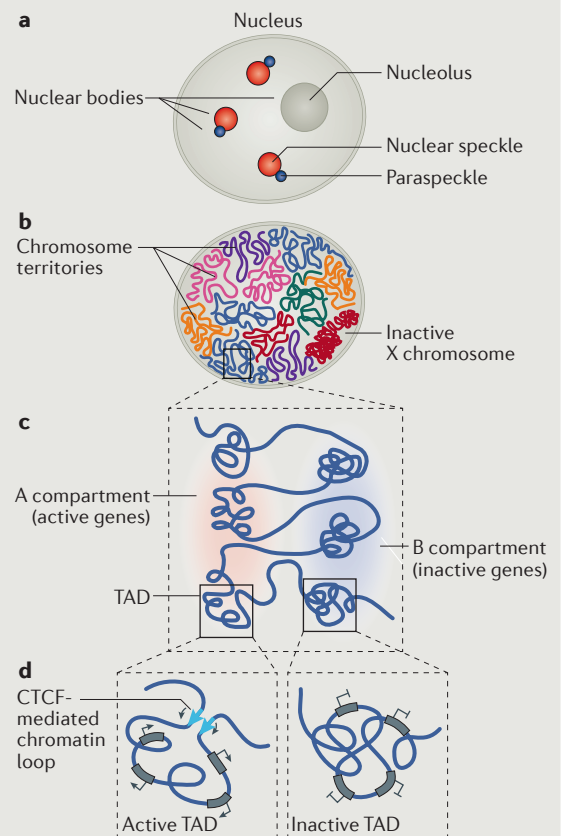 a
Nucleus
Nuclear bodies
Nucleolus
Nuclear speckle
Paraspeckle
b
Chromosome
territories
Inactive
X chromosome
c
A compartment
(active genes)
B compartment
(inactive genes)
TAD
d
CTCF-
mediated
chromatin
loop
Active TAD
Inactive TAD